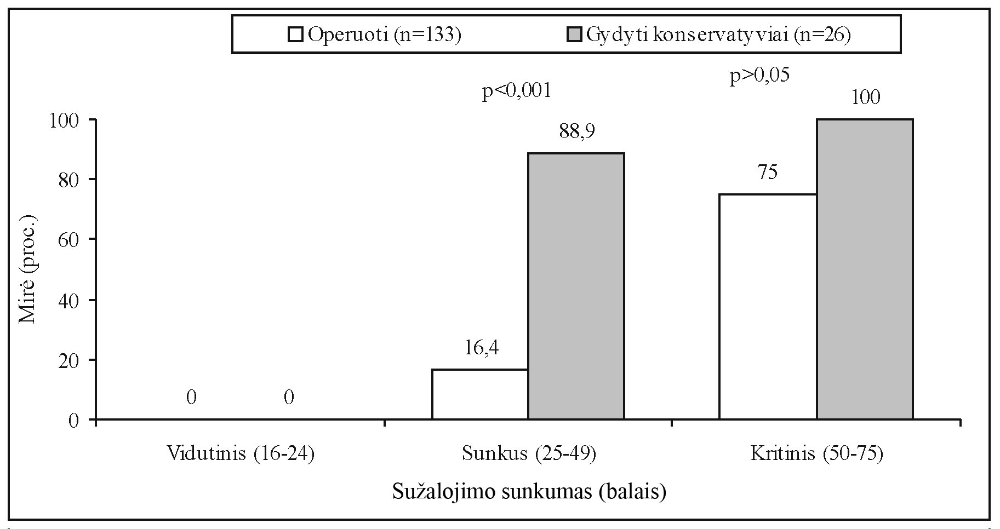 Operuoti (n=133) Gydyti konservatyviai (n=26)
p>0,05
p<0,001
100
100
88,9
80
75
60
40
20
16,4
0 0
0
Mirė (proc.)
Vidutinis (16-24) Sunkus (25-49) Kritinis (50-75)
Sužalojimo sunkumas (balais)